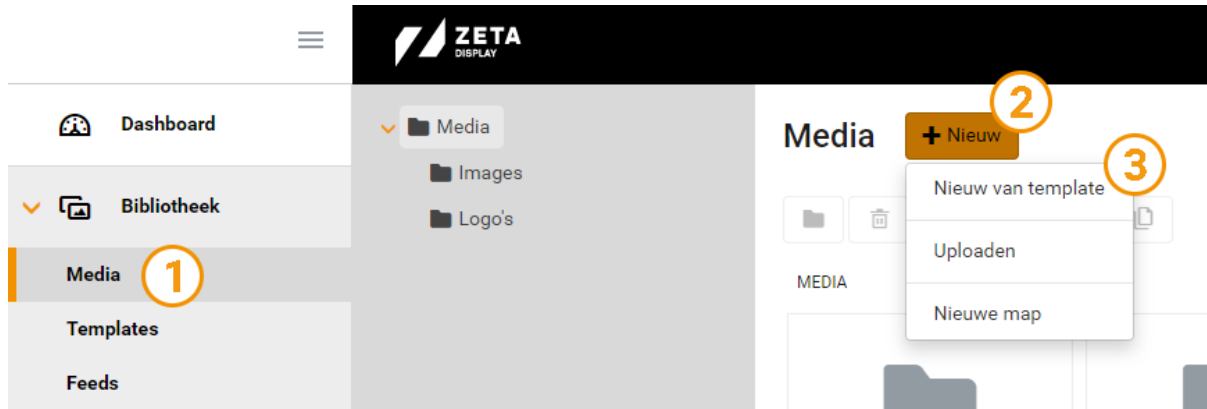 ZETA
DISPLAY
Dashboard
Bibliotheek
Media
1
Templates
Feeds
Media
Images
Logo's
Media
+ Nieuw
2
3
Nieuw van template
Uploaden
Nieuwe map
MEDIA